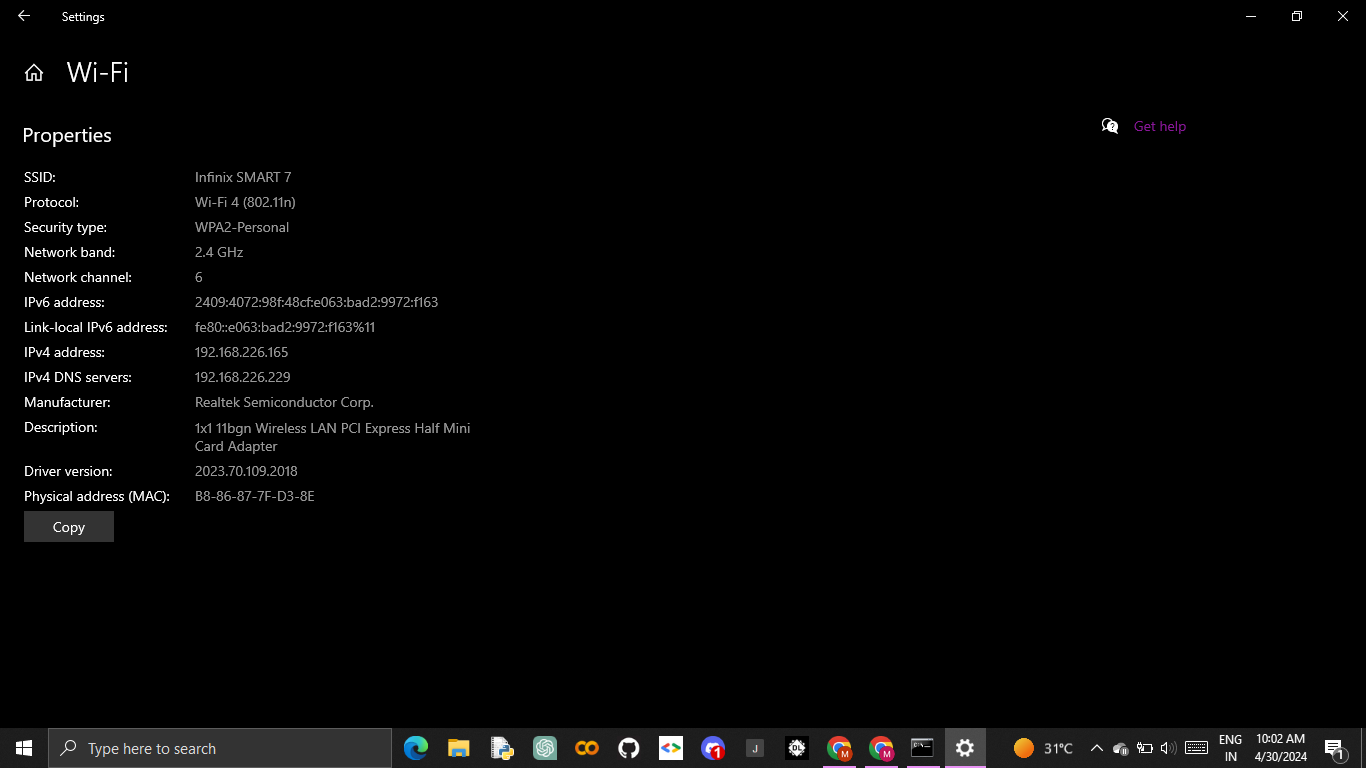 Settings
Wi-Fi
Properties
Get help
SSID: Infinix SMART 7
Protocol: Wi-Fi 4 (802.11n)
Security type: WPA2-Personal
Network band: 2.4 GHz
Network channel: 6
IPv6 address: 2409:4072:98f:48cf:e063:bad2:9972:f163
Link-local IPv6 address: fe80::e063:bad2:9972:f163%11
IPv4 address: 192.168.226.165
IPv4 DNS servers: 192.168.226.229
Manufacturer: Realtek Semiconductor Corp.
Description: 1x1 11bgn Wireless LAN PCI Express Half Mini
Card Adapter
Driver version: 2023.70.109.2018
Physical address (MAC): B8-86-87-7F-D3-8E
Copy
Type here to search
1
J
DL
M
M
31°C
ENG
IN
10:02 AM
4/30/2024
1